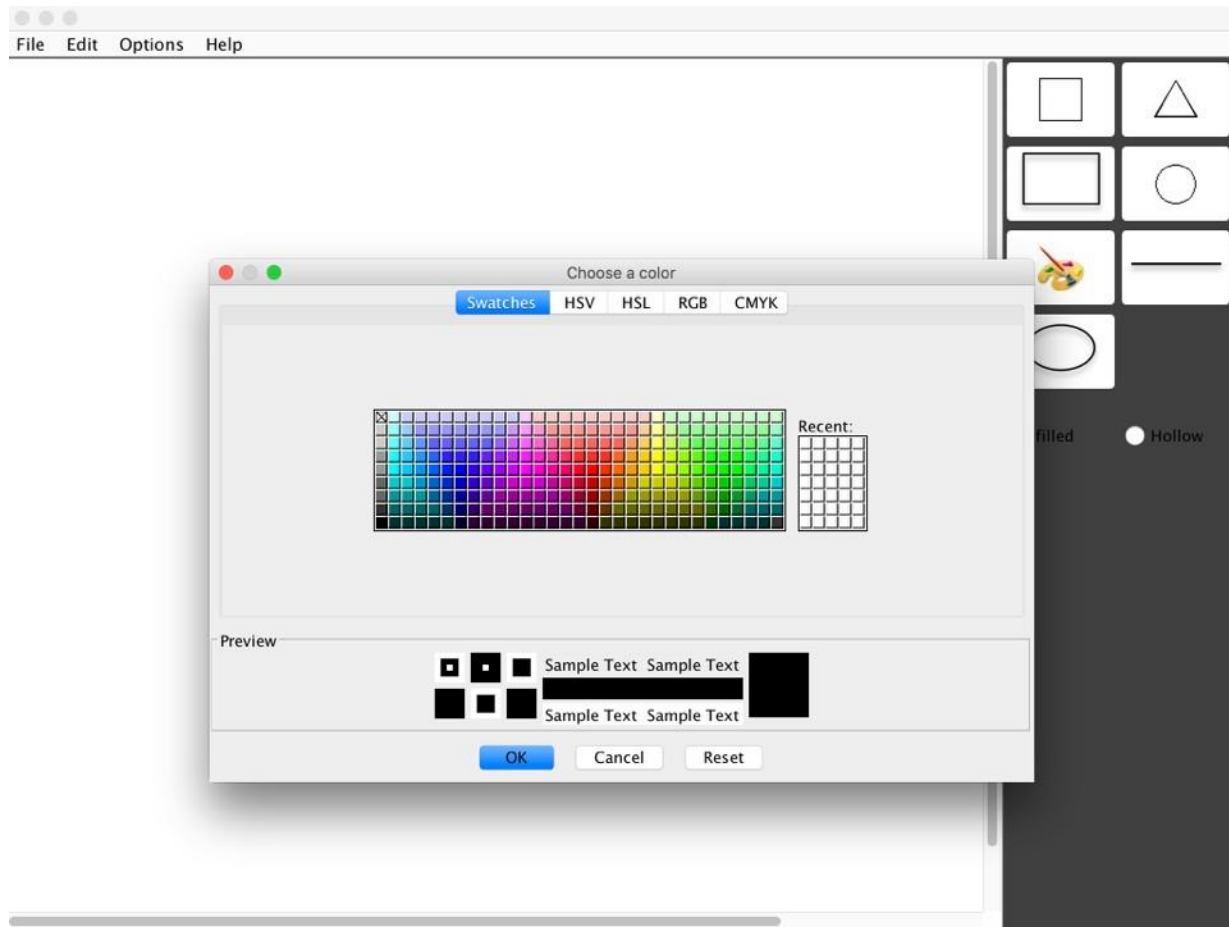 File Edit Options Help
Choose a color
Swatches HSV HSL RGB CMYK
Recent:
filled Hollow
Preview
Sample Text Sample Text
Sample Text Sample Text
OK Cancel Reset